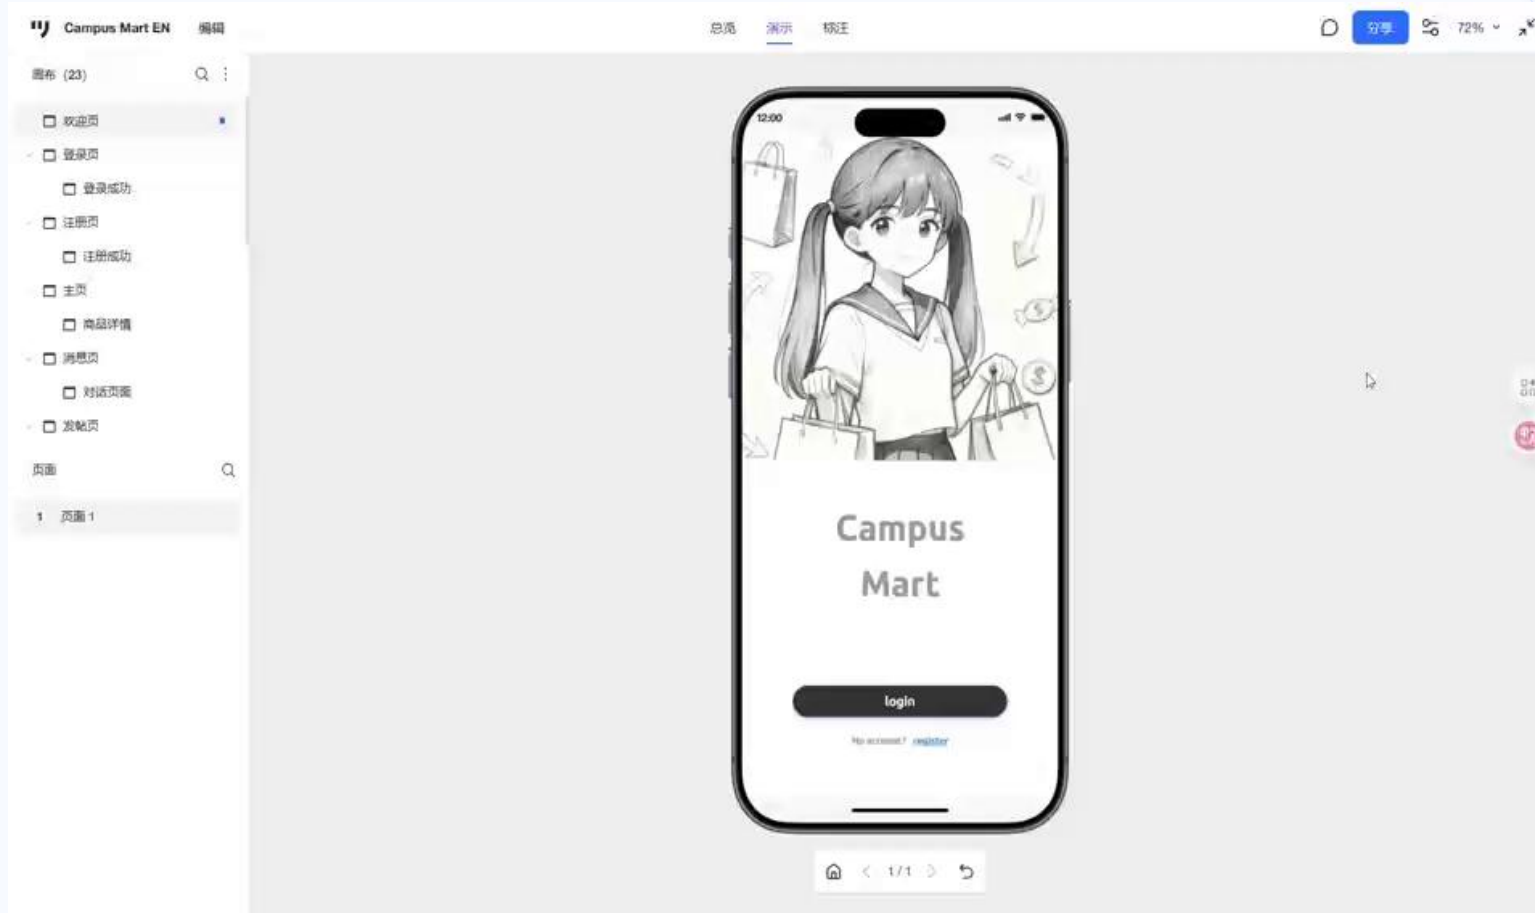 Campus Mart EN 编辑
总览 演示 标注
分享 72%
画布 (23)
欢迎页
登录页
登录成功
注册页
注册成功
主页
商品详情
消息页
对话页面
发帖页
页面
1 页面 1
12:00
$
$
Campus
Mart
login
No account? register
1/1